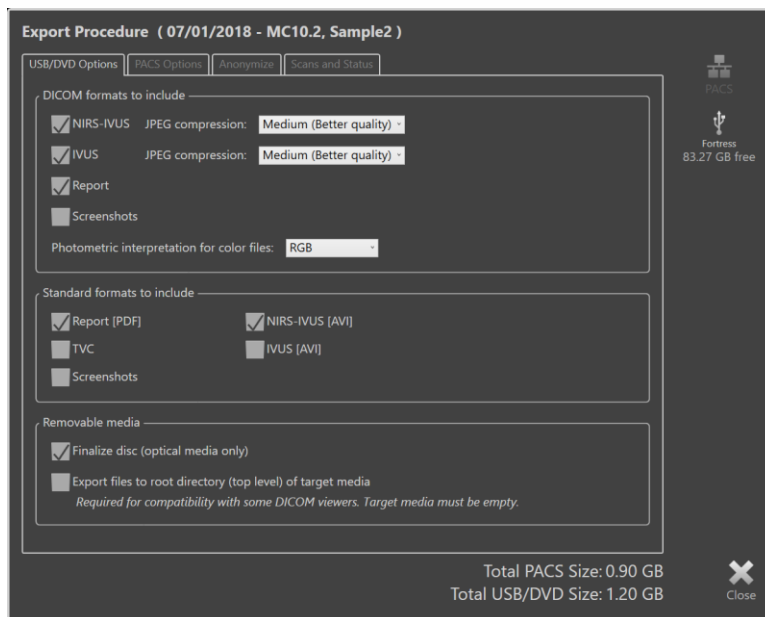 Export Procedure ( 07/01/2018 - MC10.2, Sample2 )
USB/DVD Options PACS Options Anonymize Scans and Status
PACS
Fortress
83.27 GB free
DICOM formats to include
NIRS-IVUS JPEG compression: Medium (Better quality)
IVUS JPEG compression: Medium (Better quality)
Report
Screenshots
Photometric interpretation for color files: RGB
Standard formats to include
Report [PDF] NIRS-IVUS [AVI]
TVC IVUS [AVI]
Screenshots
Removable media
Finalize disc (optical media only)
Export files to root directory (top level) of target media
Required for compatibility with some DICOM viewers. Target media must be empty.
Total PACS Size: 0.90 GB
Total USB/DVD Size: 1.20 GB
Close